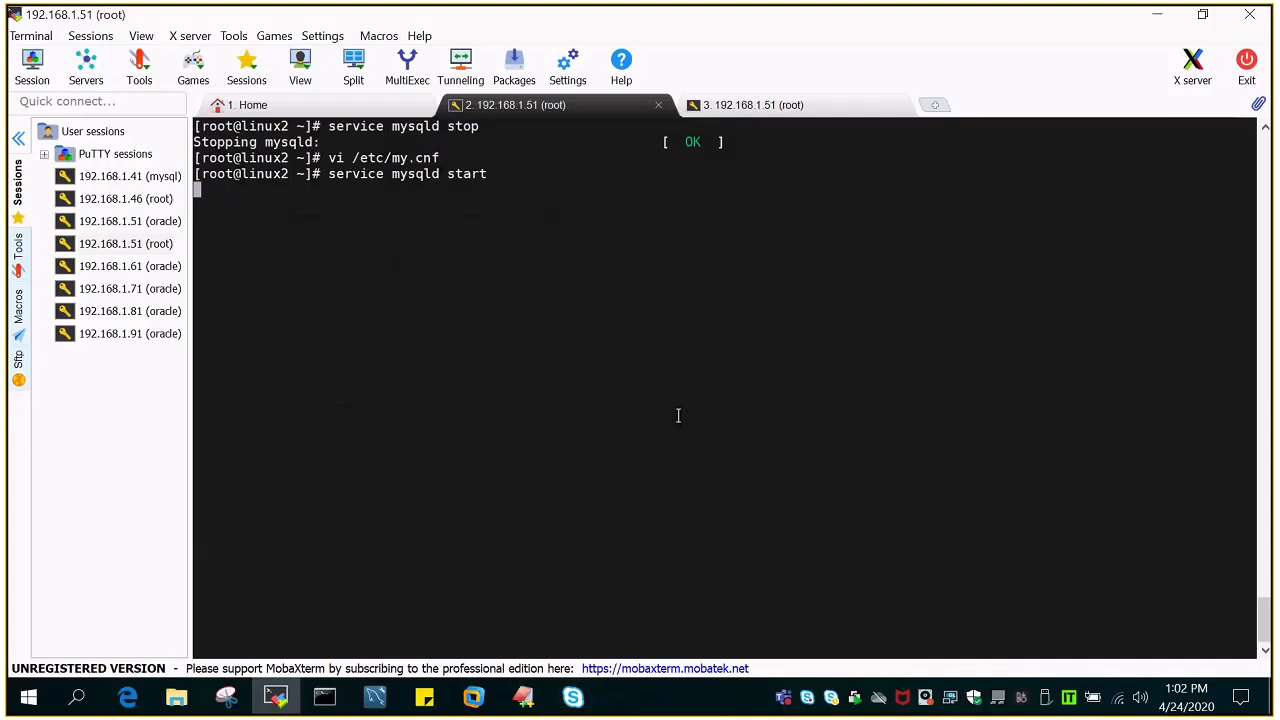 192.168.1.51 (root)
Terminal Sessions View X server Tools Games Settings Macros Help
Session Servers Tools Games Sessions View Split MultiExec Tunneling Packages Settings Help X server Exit
Quick connect...
1. Home
2. 192.168.1.51 (root)
3. 192.168.1.51 (root)
Sessions
Tools
Macros
Sftp
User sessions
PuTTY sessions
192.168.1.41 (mysql)
192.168.1.46 (root)
192.168.1.51 (oracle)
192.168.1.51 (root)
192.168.1.61 (oracle)
192.168.1.71 (oracle)
192.168.1.81 (oracle)
192.168.1.91 (oracle)
[root@linux2 ~]# service mysqld stop
Stopping mysqld: [ OK ]
[root@linux2 ~]# vi /etc/my.cnf
[root@linux2 ~]# service mysqld start
UNREGISTERED VERSION - Please support MobaXterm by subscribing to the professional edition here: https://mobaxterm.mobatek.net
1:02 PM
4/24/2020